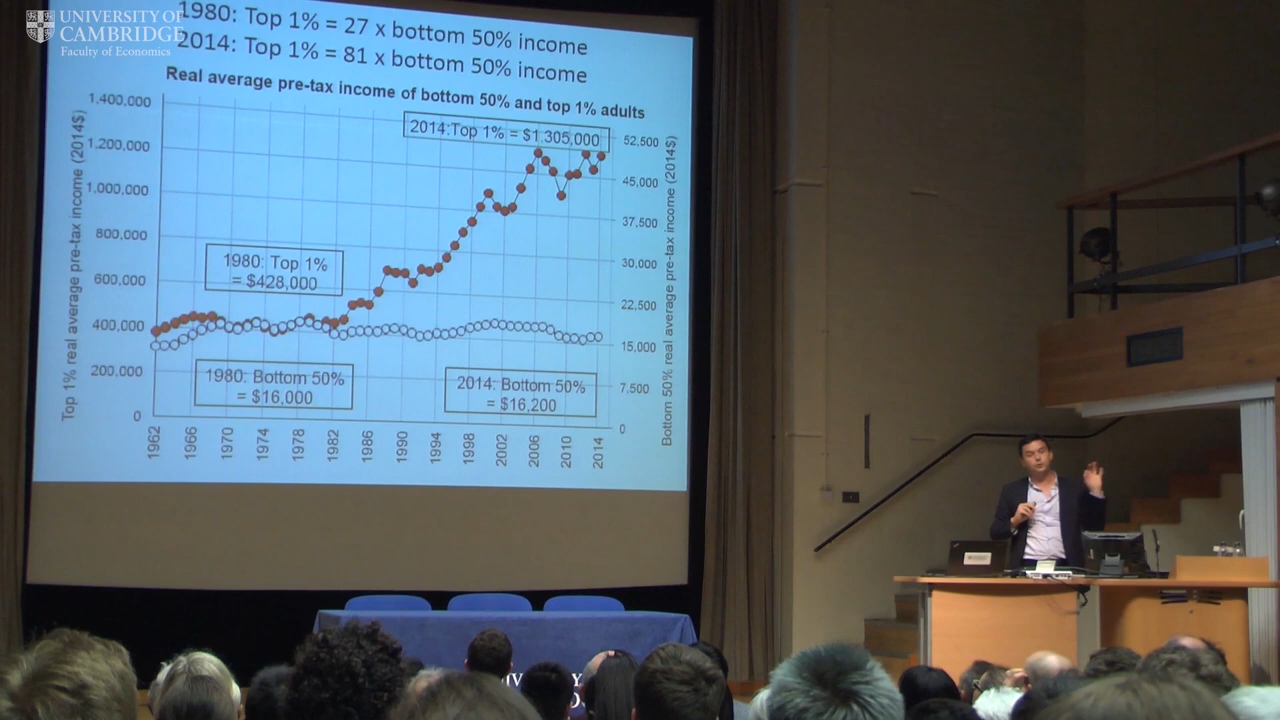 UNIVERSITY OF
CAMBRIDGE
Faculty of Economics
1980: Top 1% = 27 x bottom 50% income
2014: Top 1% = 81 x bottom 50% income
Real average pre-tax income of bottom 50% and top 1% adults
Top 1% real average pre-tax income (2014$)
1,400,000
1,200,000
1,000,000
800,000
600,000
400,000
200,000
0
2014:Top 1% = $1,305,000
1980: Top 1%
= $428,000
1980: Bottom 50%
= $16,000
2014: Bottom 50%
= $16,200
52,500
45,000
37,500
30,000
22,500
15,000
7,500
0
Bottom 50% real average pre-tax income (2014$)
1962
1966
1970
1974
1978
1982
1986
1990
1994
1998
2002
2006
2010
2014